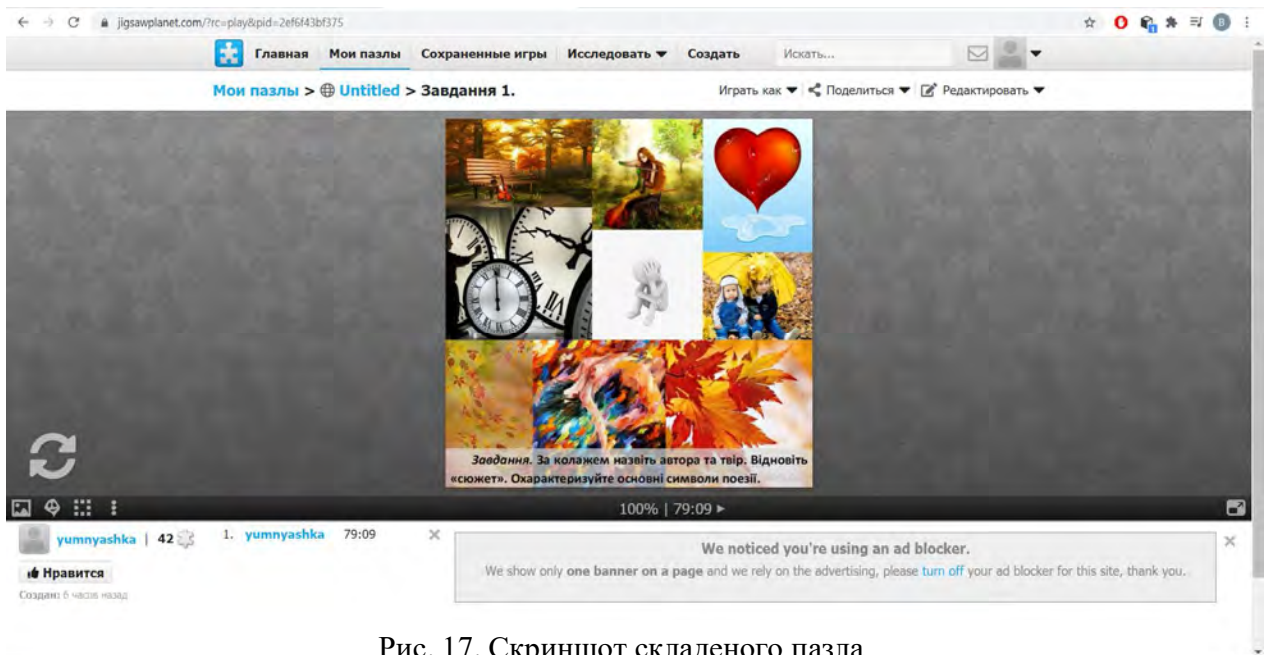 jigsawplanet.com/?rc=play&pid=2ef6f43bf375
Главная Мои пазлы Сохраненные игры Исследовать Создать Искать...
Мои пазлы > Untitled > Завдання 1. Играть как Поделиться Редактировать
Завдання. За колажем назвіть автора та твір. Відновіть
«сюжет». Охарактеризуйте основні символи поезії.
100% | 79:09
yumnyashka | 42 1. yumnyashka 79:09
We noticed you're using an ad blocker.
We show only one banner on a page and we rely on the advertising, please turn off your ad blocker for this site, thank you.
Нравится
Создан: 6 часов назад
Рис. 17. Скриншот складеного пазла